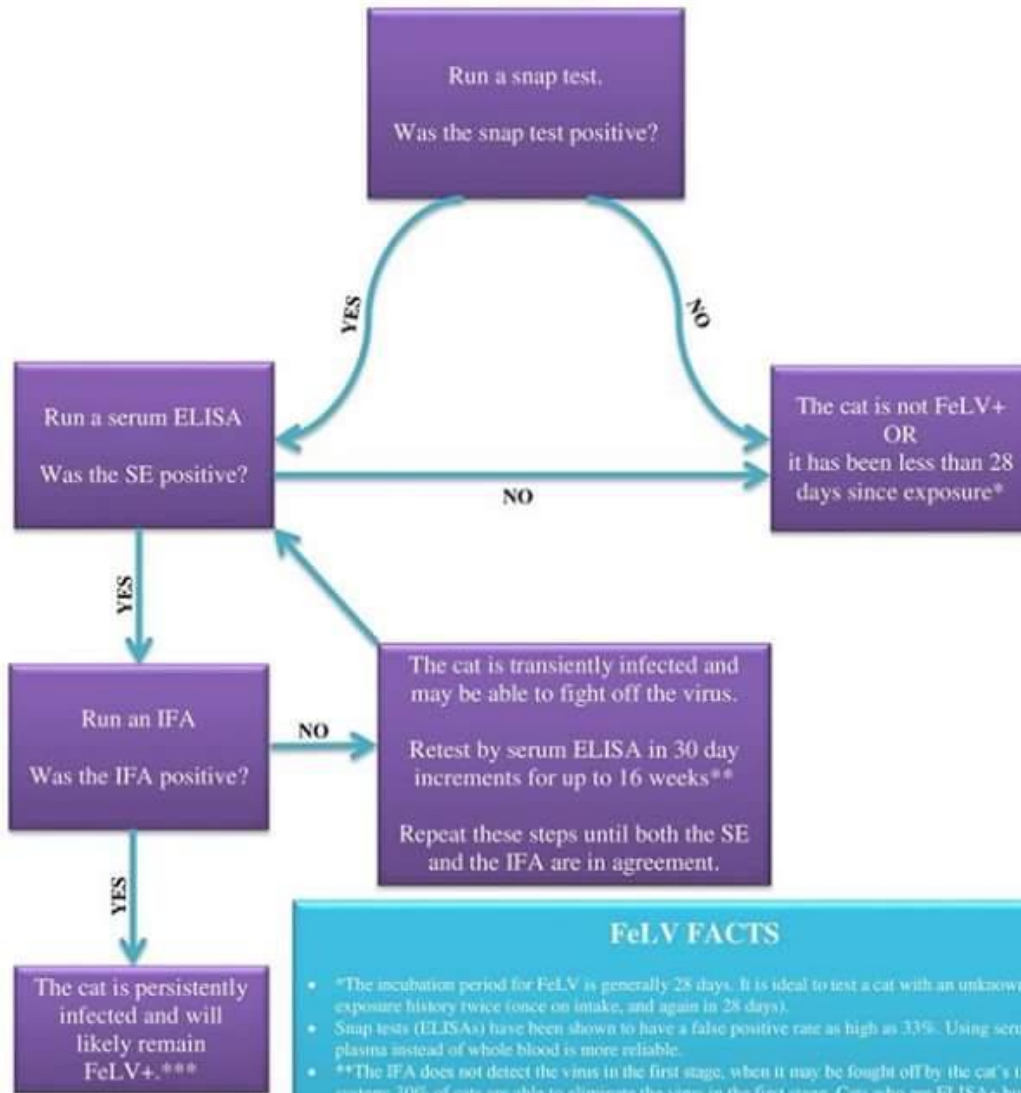 Run a snap test.
Was the snap test positive?
YES
NO
Run a serum ELISA
Was the SE positive?
NO
The cat is not FeLV+
OR
it has been less than 28
days since exposure*
YES
Run an IFA
Was the IFA positive?
NO
The cat is transiently infected and
may be able to fight off the virus.
Retest by serum ELISA in 30 day
increments for up to 16 weeks**
Repeat these steps until both the SE
and the IFA are in agreement.
YES
The cat is persistently
infected and will
likely remain
FeLV+.***
FeLV FACTS
• *The incubation period for FeLV is generally 28 days. It is ideal to test a cat with an unknown
exposure history twice (once on intake, and again in 28 days).
• Snap tests (ELISAs) have been shown to have a false positive rate as high as 33%. Using
plasma instead of whole blood is more reliable.
• **The IFA does not detect the virus in the first stage, when it may be fought off by the cat's